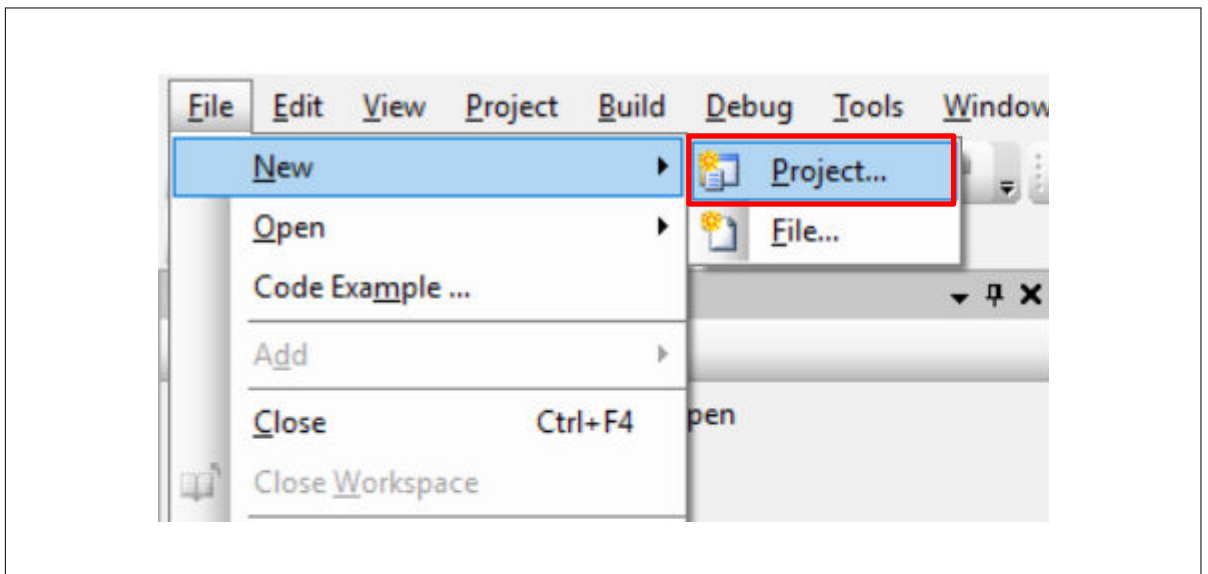 File Edit View Project Build Debug Tools Window
New Project...
Open File...
Code Example ...
Add
Close Ctrl+F4 pen
Close Workspace